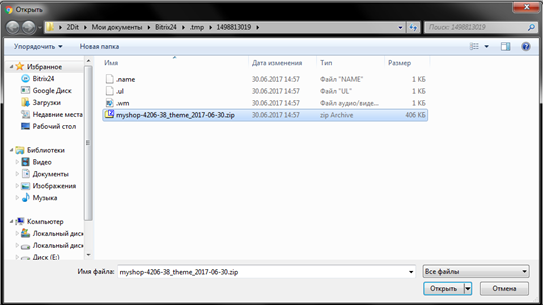 Открыть
2Dit ▸ Мои документы ▸ Bitrix24 ▸ .tmp ▸ 1498813019
Поиск: 1498813019
Упорядочить
Новая папка
Избранное
Bitrix24
Google Диск
Загрузки
Недавние места
Рабочий стол
Библиотеки
Видео
Документы
Изображения
Музыка
Компьютер
Локальный диск
Локальный диск
Диск (E:)
Имя Дата изменения Тип Размер
.name 30.06.2017 14:57 Файл "NAME" 1 КБ
.ul 30.06.2017 14:57 Файл "UL" 1 КБ
.wm 30.06.2017 14:57 Файл аудио/виде... 1 КБ
myshop-4206-38_theme_2017-06-30.zip 30.06.2017 14:57 zip Archive 406 КБ
Имя файла: myshop-4206-38_theme_2017-06-30.zip
Все файлы
Открыть
Отмена